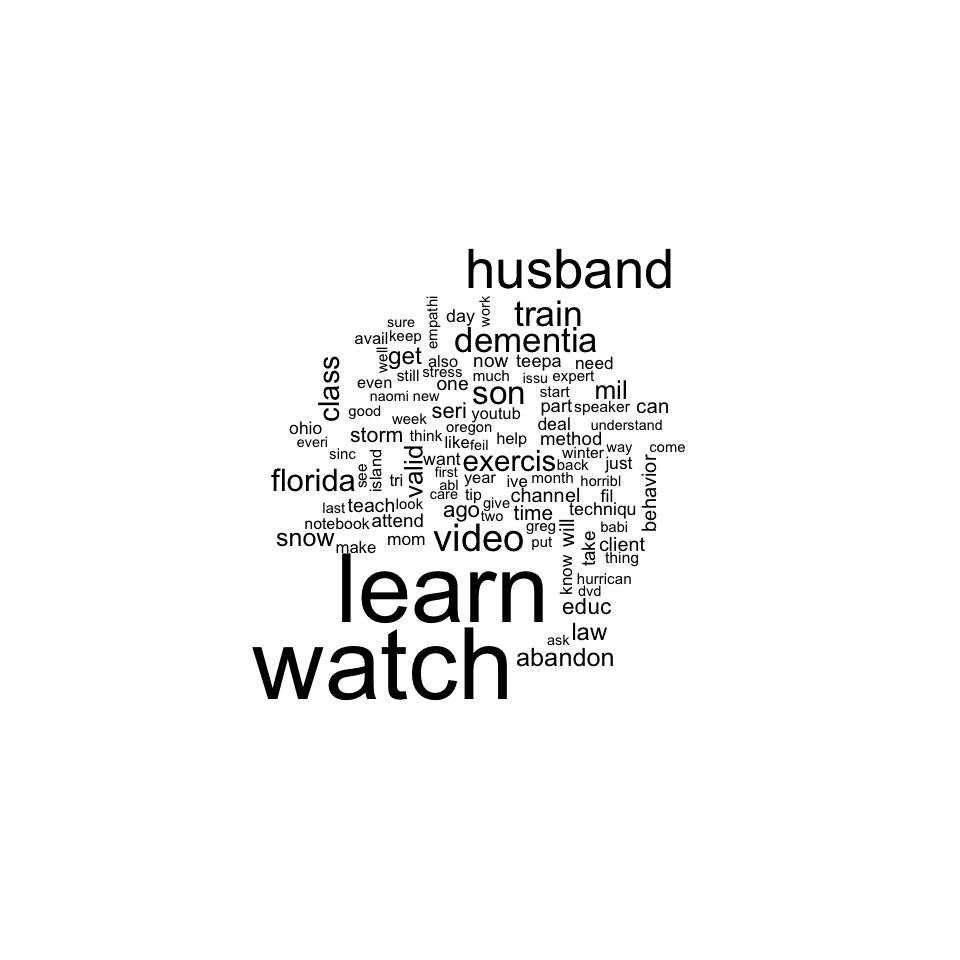 husband
empathi
day
work
train
sure
avail
keep
dementia
well
get
also
now
teepa
need
class
even
still
stress
one
much
issu
expert
naomi
new
son
start
mil
good
week
seri
youtub
part
speaker
can
ohio
everi
storm
think
oregon
like
feil
help
deal
method
understand
sinc
valid
want
exercis
winter
way
come
back
just
behavior
florida
see
island
tri
first
abl
year
ive
month
horribl
care
tip
channel
fil
last
teach
look
ago
give
two
time
techniqu
notebook
attend
greg
will
babi
snow
make
mom
video
put
take
client
thing
learn
know
hurrican
dvd
educ
watch
ask
law
abandon